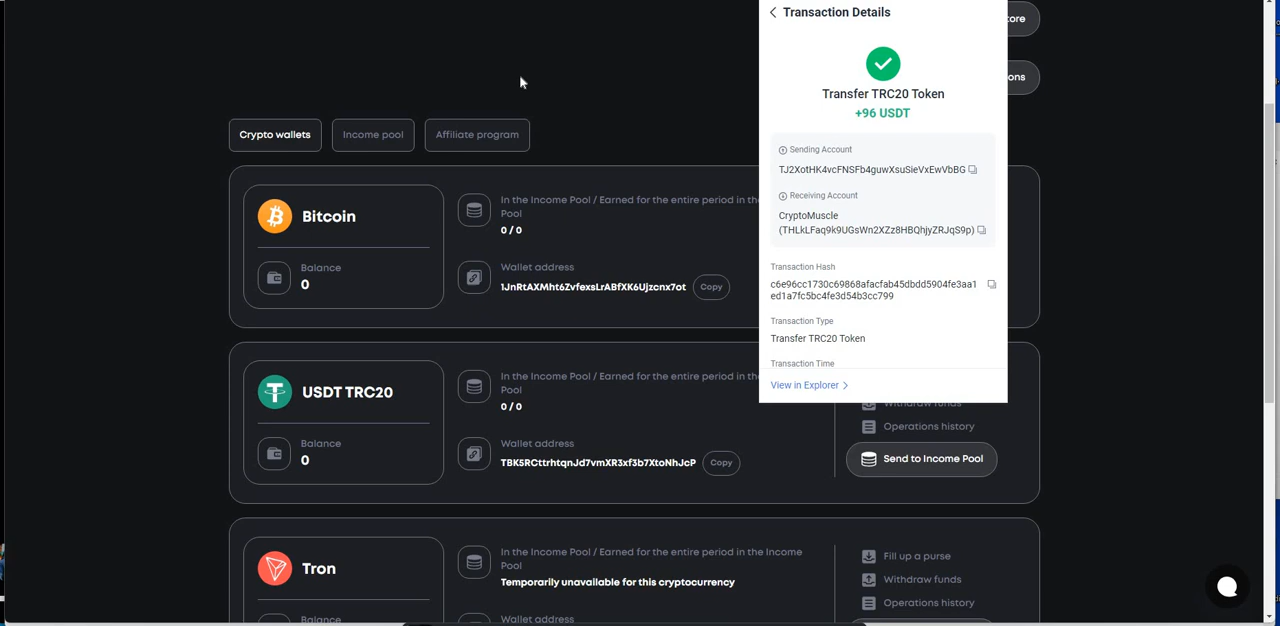 Transaction Details
Transfer TRC20 Token
+96 USDT
Sending Account
TJ2XotHK4vcFNSFb4guwXsuSieVxEwVbBG
Receiving Account
CryptoMuscle
(THLkLFaq9k9UGsWn2XZz8HBQhjyZRJqS9p)
Transaction Hash
c6e96cc1730c69868afacfab45dbdd5904fe3aa1
ed1a7fc5bc4fe3d54b3cc799
Transaction Type
Transfer TRC20 Token
Transaction Time
View in Explorer
Crypto wallets
Income pool
Affiliate program
Bitcoin
Balance
0
In the Income Pool / Earned for the entire period in the
Pool
0 / 0
Wallet address
1JnRtAXMht6ZvfexsLrABfXK6Ujzcnx7ot Copy
USDT TRC20
Balance
0
In the Income Pool / Earned for the entire period in the
Pool
0 / 0
Wallet address
TBK5RCttrhtqnJd7vmXR3xf3b7XtoNhJcP Copy
Withdraw funds
Operations history
Send to Income Pool
Tron
Balance
In the Income Pool / Earned for the entire period in the Income
Pool
Temporarily unavailable for this cryptocurrency
Wallet address
Fill up a purse
Withdraw funds
Operations history